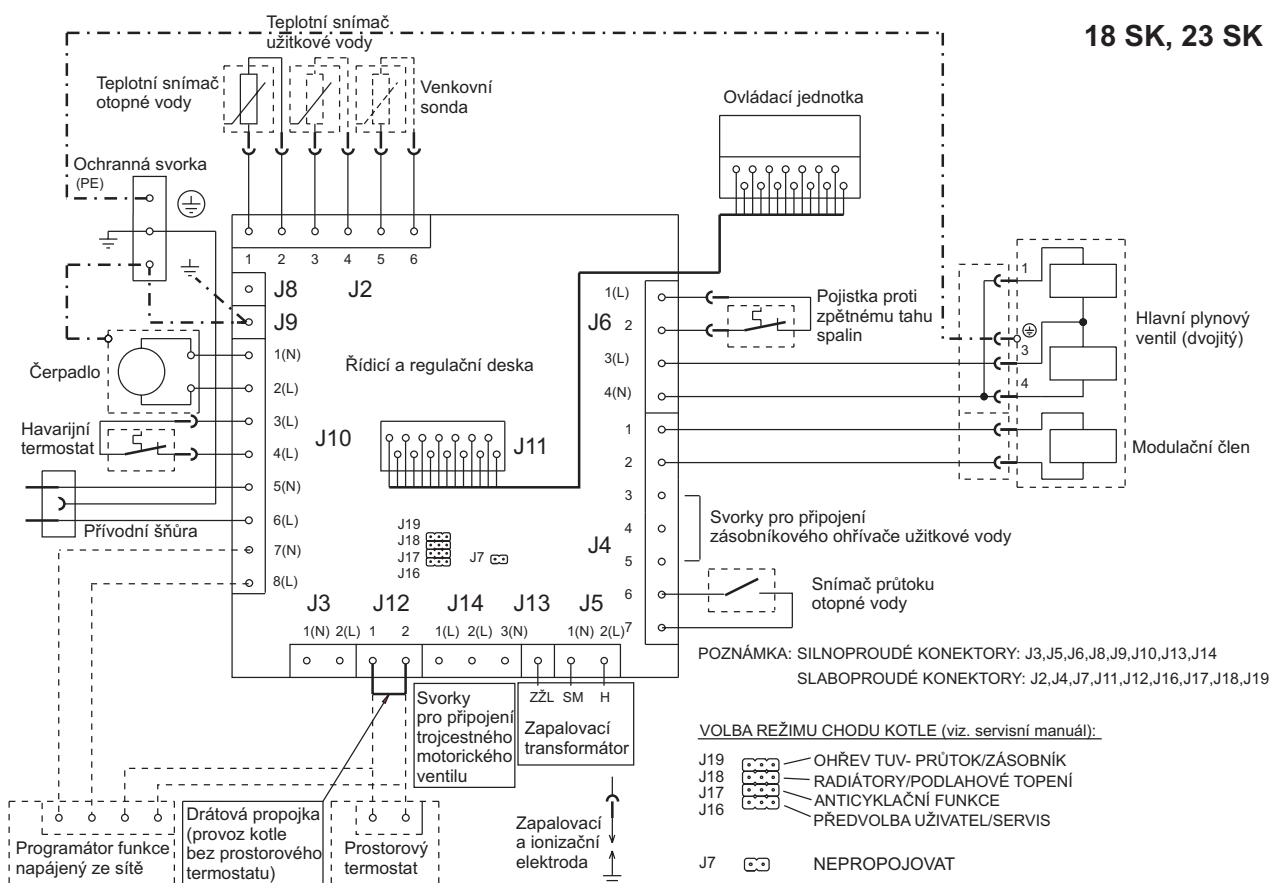 18 SK, 23 SK
Teplotní snímač
užitkové vody
Teplotní snímač
otopné vody
Venkovní
sonda
Ovládací jednotka
Ochranná svorka
(PE)
1 2 3 4 5 6
J8 J2
J9
1(N)
2(L)
3(L)
4(L)
5(N)
6(L)
7(N)
8(L)
Řídicí a regulační deska
Čerpadlo
Havarijní
termostat
Přívodní šňůra
J10
J11
J19
J18
J17
J16
J7
1(L)
J6 2
3(L)
4(N)
1
2
3
4
J4 5
6
7
Pojistka proti
zpětnému tahu
spalin
1
3
4
Hlavní plynový
ventil (dvojitý)
Modulační člen
Svorky pro připojení
zásobníkového ohřívače užitkové vody
Snímač průtoku
otopné vody
J3 J12 J14 J13 J5
1(N) 2(L) 1 2 1(L) 2(L) 3(N) 1(N) 2(L)
ZŽL SM H
Svorky
pro připojení
trojcestného
motorického
ventilu
Zapalovací
transformátor
Programátor funkce
napájený ze sítě
Drátová propojka
(provoz kotle
bez prostorového
termostatu)
Prostorový
termostat
Zapalovací
a ionizační
elektroda
POZNÁMKA: SILNOPROUDÉ KONEKTORY: J3,J5,J6,J8,J9,J10,J13,J14
SLABOPROUDÉ KONEKTORY: J2,J4,J7,J11,J12,J16,J17,J18,J19
VOLBA REŽIMU CHODU KOTLE (viz. servisní manuál):
J19 OHŘEV TUV- PRŮTOK/ZÁSOBNÍK
J18 RADIÁTORY/PODLAHOVÉ TOPENÍ
J17 ANTICYKLAČNÍ FUNKCE
J16 PŘEDVOLBA UŽIVATEL/SERVIS
J7 NEPROPOJOVAT